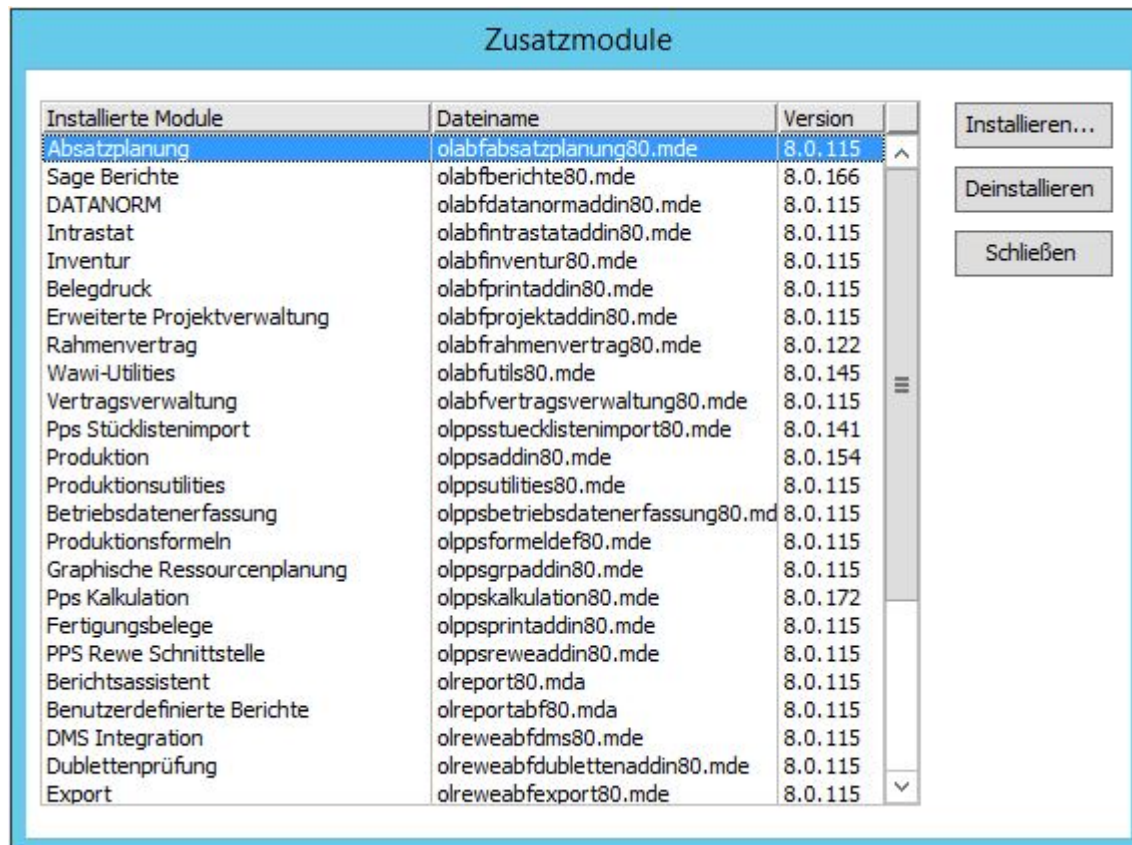 Zusatzmodule
Installierte Module Dateiname Version
Installieren...
Absatzplanung olabfabsatzplanung80.mde 8.0.115
Sage Berichte olabfberichte80.mde 8.0.166
Deinstallieren
DATANORM olabfdatanormaddin80.mde 8.0.115
Intrastat olabfintrastataddin80.mde 8.0.115
Schließen
Inventur olabfinventur80.mde 8.0.115
Belegdruck olabfprintaddin80.mde 8.0.115
Erweiterte Projektverwaltung olabfprojektaddin80.mde 8.0.115
Rahmenvertrag olabfrahmenvertrag80.mde 8.0.122
Wawi-Utilities olabfutils80.mde 8.0.145
Vertragsverwaltung olabfvertragsverwaltung80.mde 8.0.115
Pps Stücklistenimport olppsstuecklistenimport80.mde 8.0.141
Produktion olppsaddin80.mde 8.0.154
Produktionsutilities olppsutilities80.mde 8.0.115
Betriebsdatenerfassung olppsbetriebsdatenerfassung80.md 8.0.115
Produktionsformeln olppsformeldef80.mde 8.0.115
Graphische Ressourcenplanung olppsgrpaddin80.mde 8.0.115
Pps Kalkulation olppskalkulation80.mde 8.0.172
Fertigungsbelege olppsprintaddin80.mde 8.0.115
PPS Rewe Schnittstelle olppsreweaddin80.mde 8.0.115
Berichtsassistent olreport80.mda 8.0.115
Benutzerdefinierte Berichte olreportabf80.mda 8.0.115
DMS Integration olreweabfdms80.mde 8.0.115
Dublettenprüfung olreweabfdublettenaddin80.mde 8.0.115
Export olreweabfexport80.mde 8.0.115